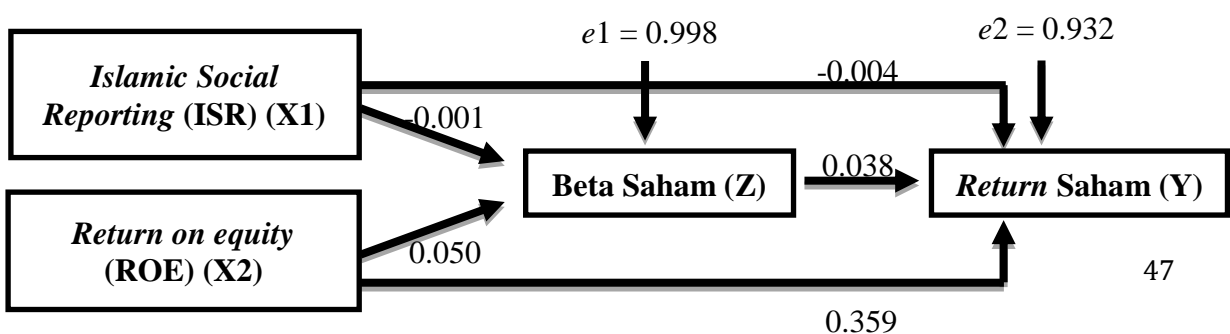 e1 = 0.998
e2 = 0.932
Islamic Social
Reporting (ISR) (X1)
-0.004
-0.001
Beta Saham (Z)
0.038
Return Saham (Y)
Return on equity
(ROE) (X2)
0.050
47
0.359